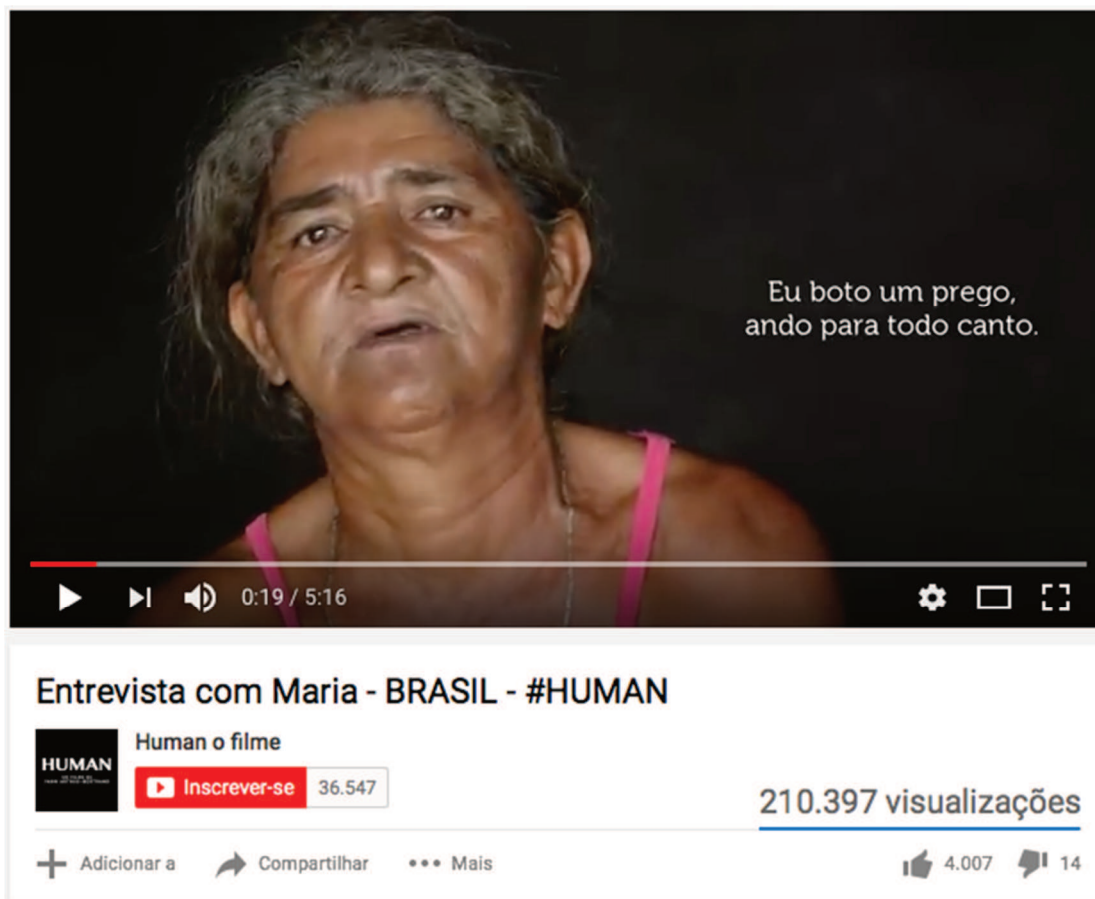 Eu boto um prego,
ando para todo canto.
0:19 / 5:16
Entrevista com Maria - BRASIL - #HUMAN
Human o filme
HUMAN
Inscrever-se 36.547
210.397 visualizações
Adicionar a Compartilhar Mais 4.007 14